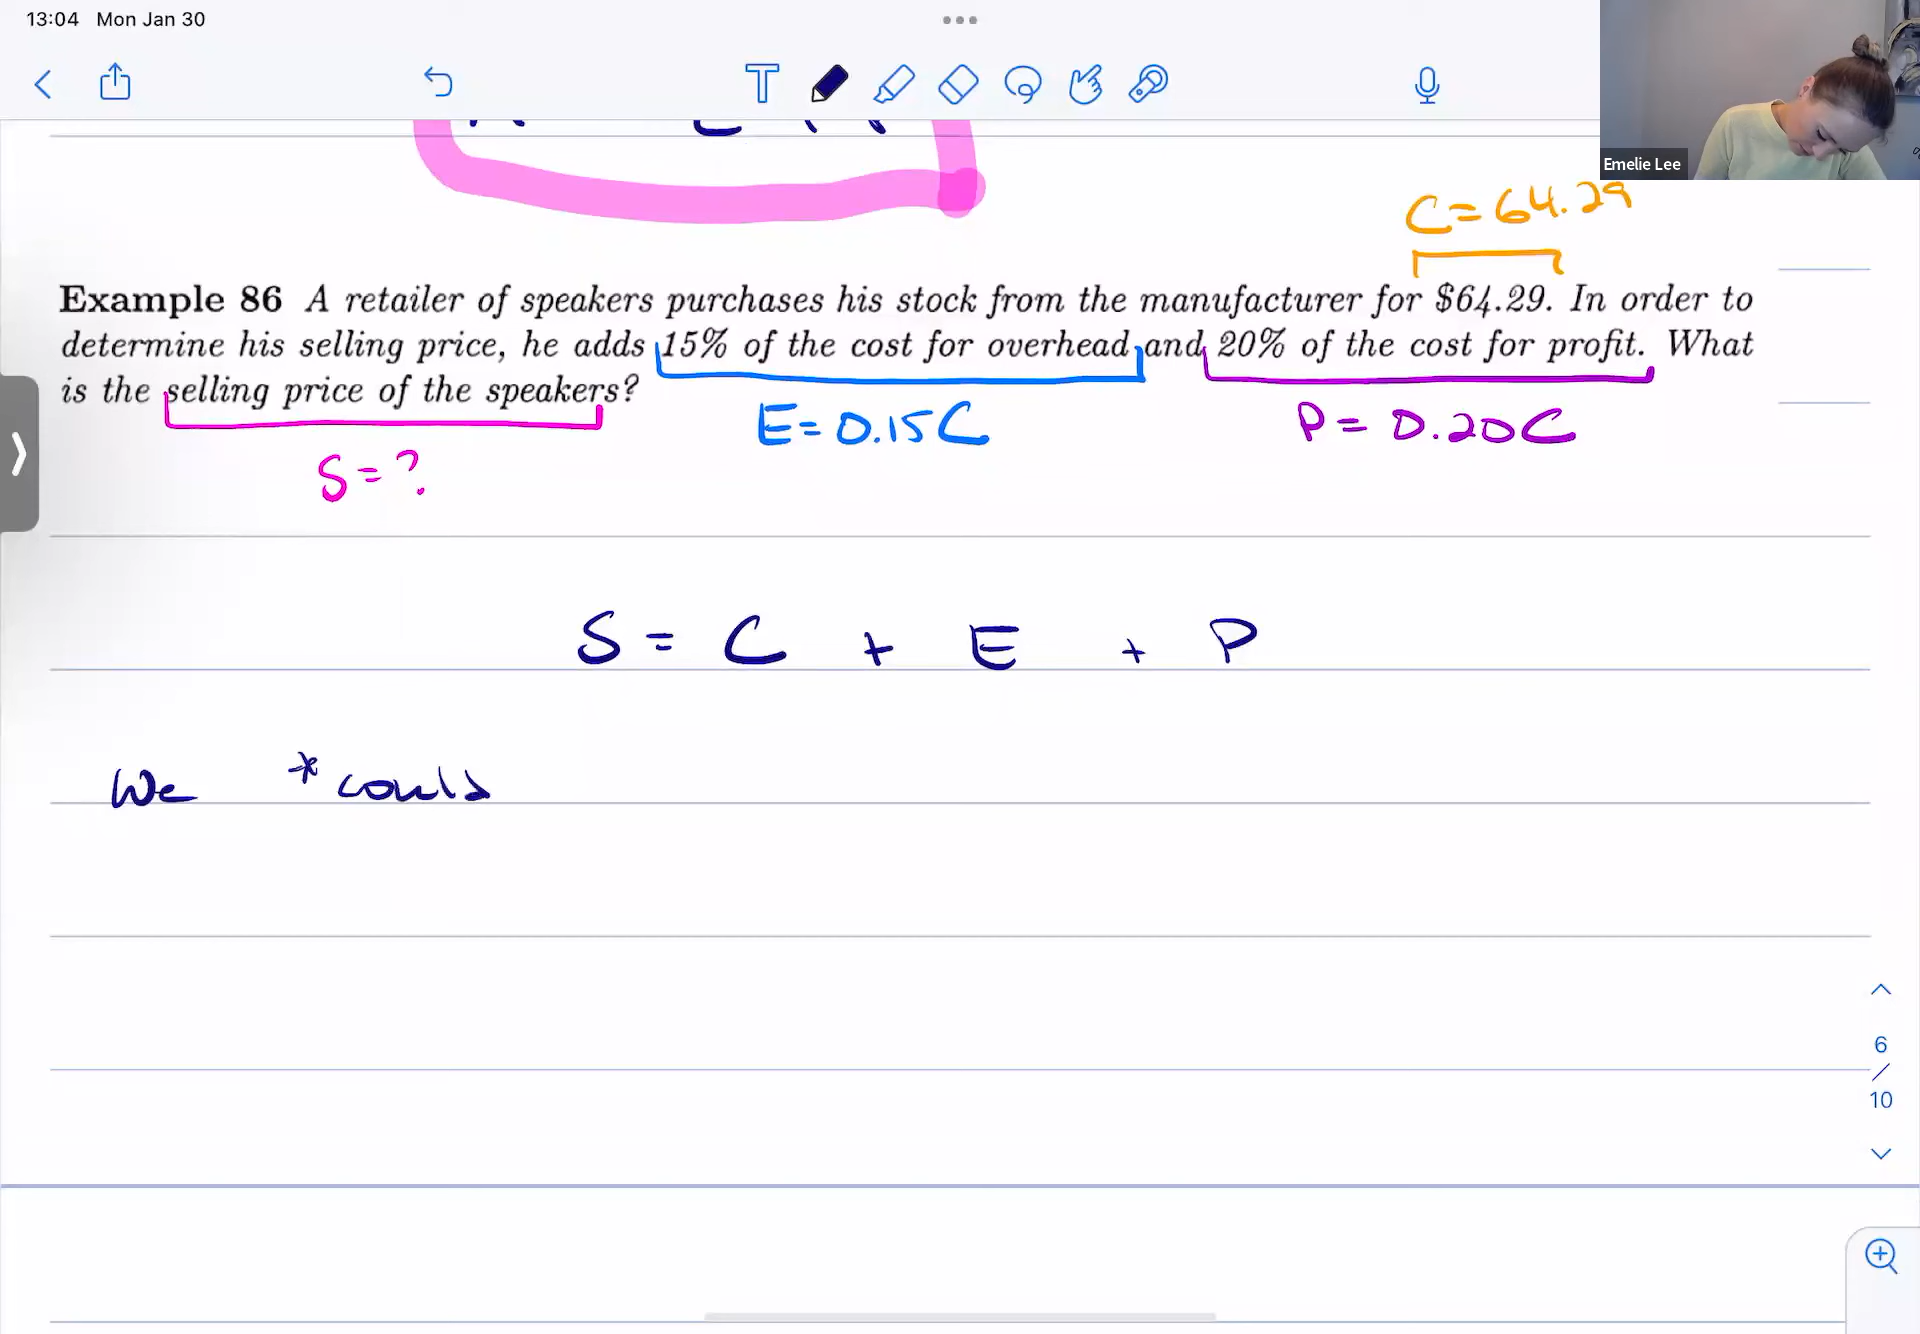 13:04 Mon Jan 30
Emelie Lee
C = 64.29
Example 86 A retailer of speakers purchases his stock from the manufacturer for $64.29. In order to
determine his selling price, he adds 15% of the cost for overhead and 20% of the cost for profit. What
is the selling price of the speakers?
E = 0.15C
P = 0.20C
S = ?
S = C + E + P
We *could
6
/
10